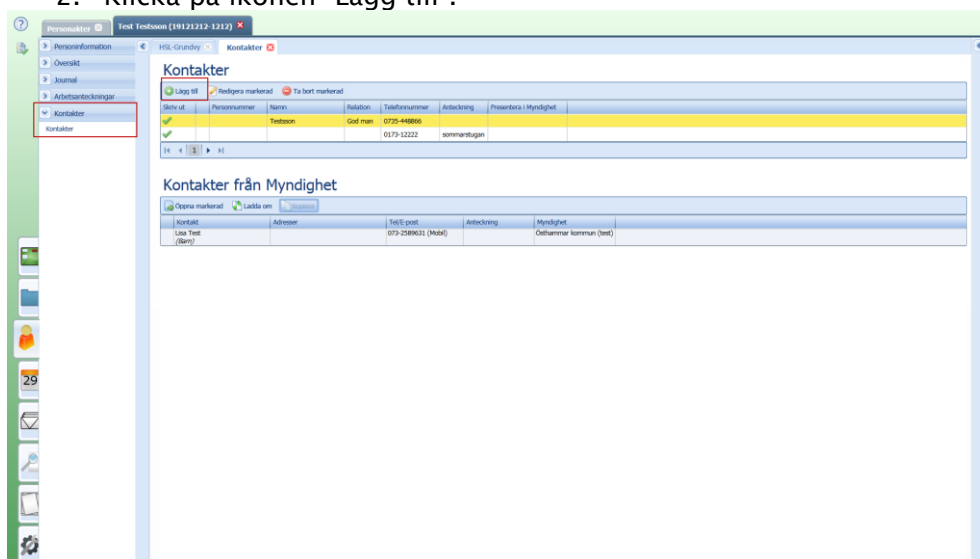 2. Klicka på ikonen "Lägg till".
Personakter
Test Testsson (19121212-1212)
Personinformation
HSL-Grundvy
Kontakter
Översikt
Journal
Arbetsanteckningar
Kontakter
Kontakter
Kontakter
Lägg till Redigera markerad Ta bort markerad
Skriv ut Personnummer Namn Relation Telefonnummer Anteckning Presentera i Myndighet
Testsson God man 0735-448866
0173-12222 sommarstugan
1
Kontakter från Myndighet
Öppna markerad Ladda om
Kontakt Adresser Tel/E-post Anteckning Myndighet
Lisa Test 073-2589631 (Mobil) Östhammar kommun (test)
(Barn)
29